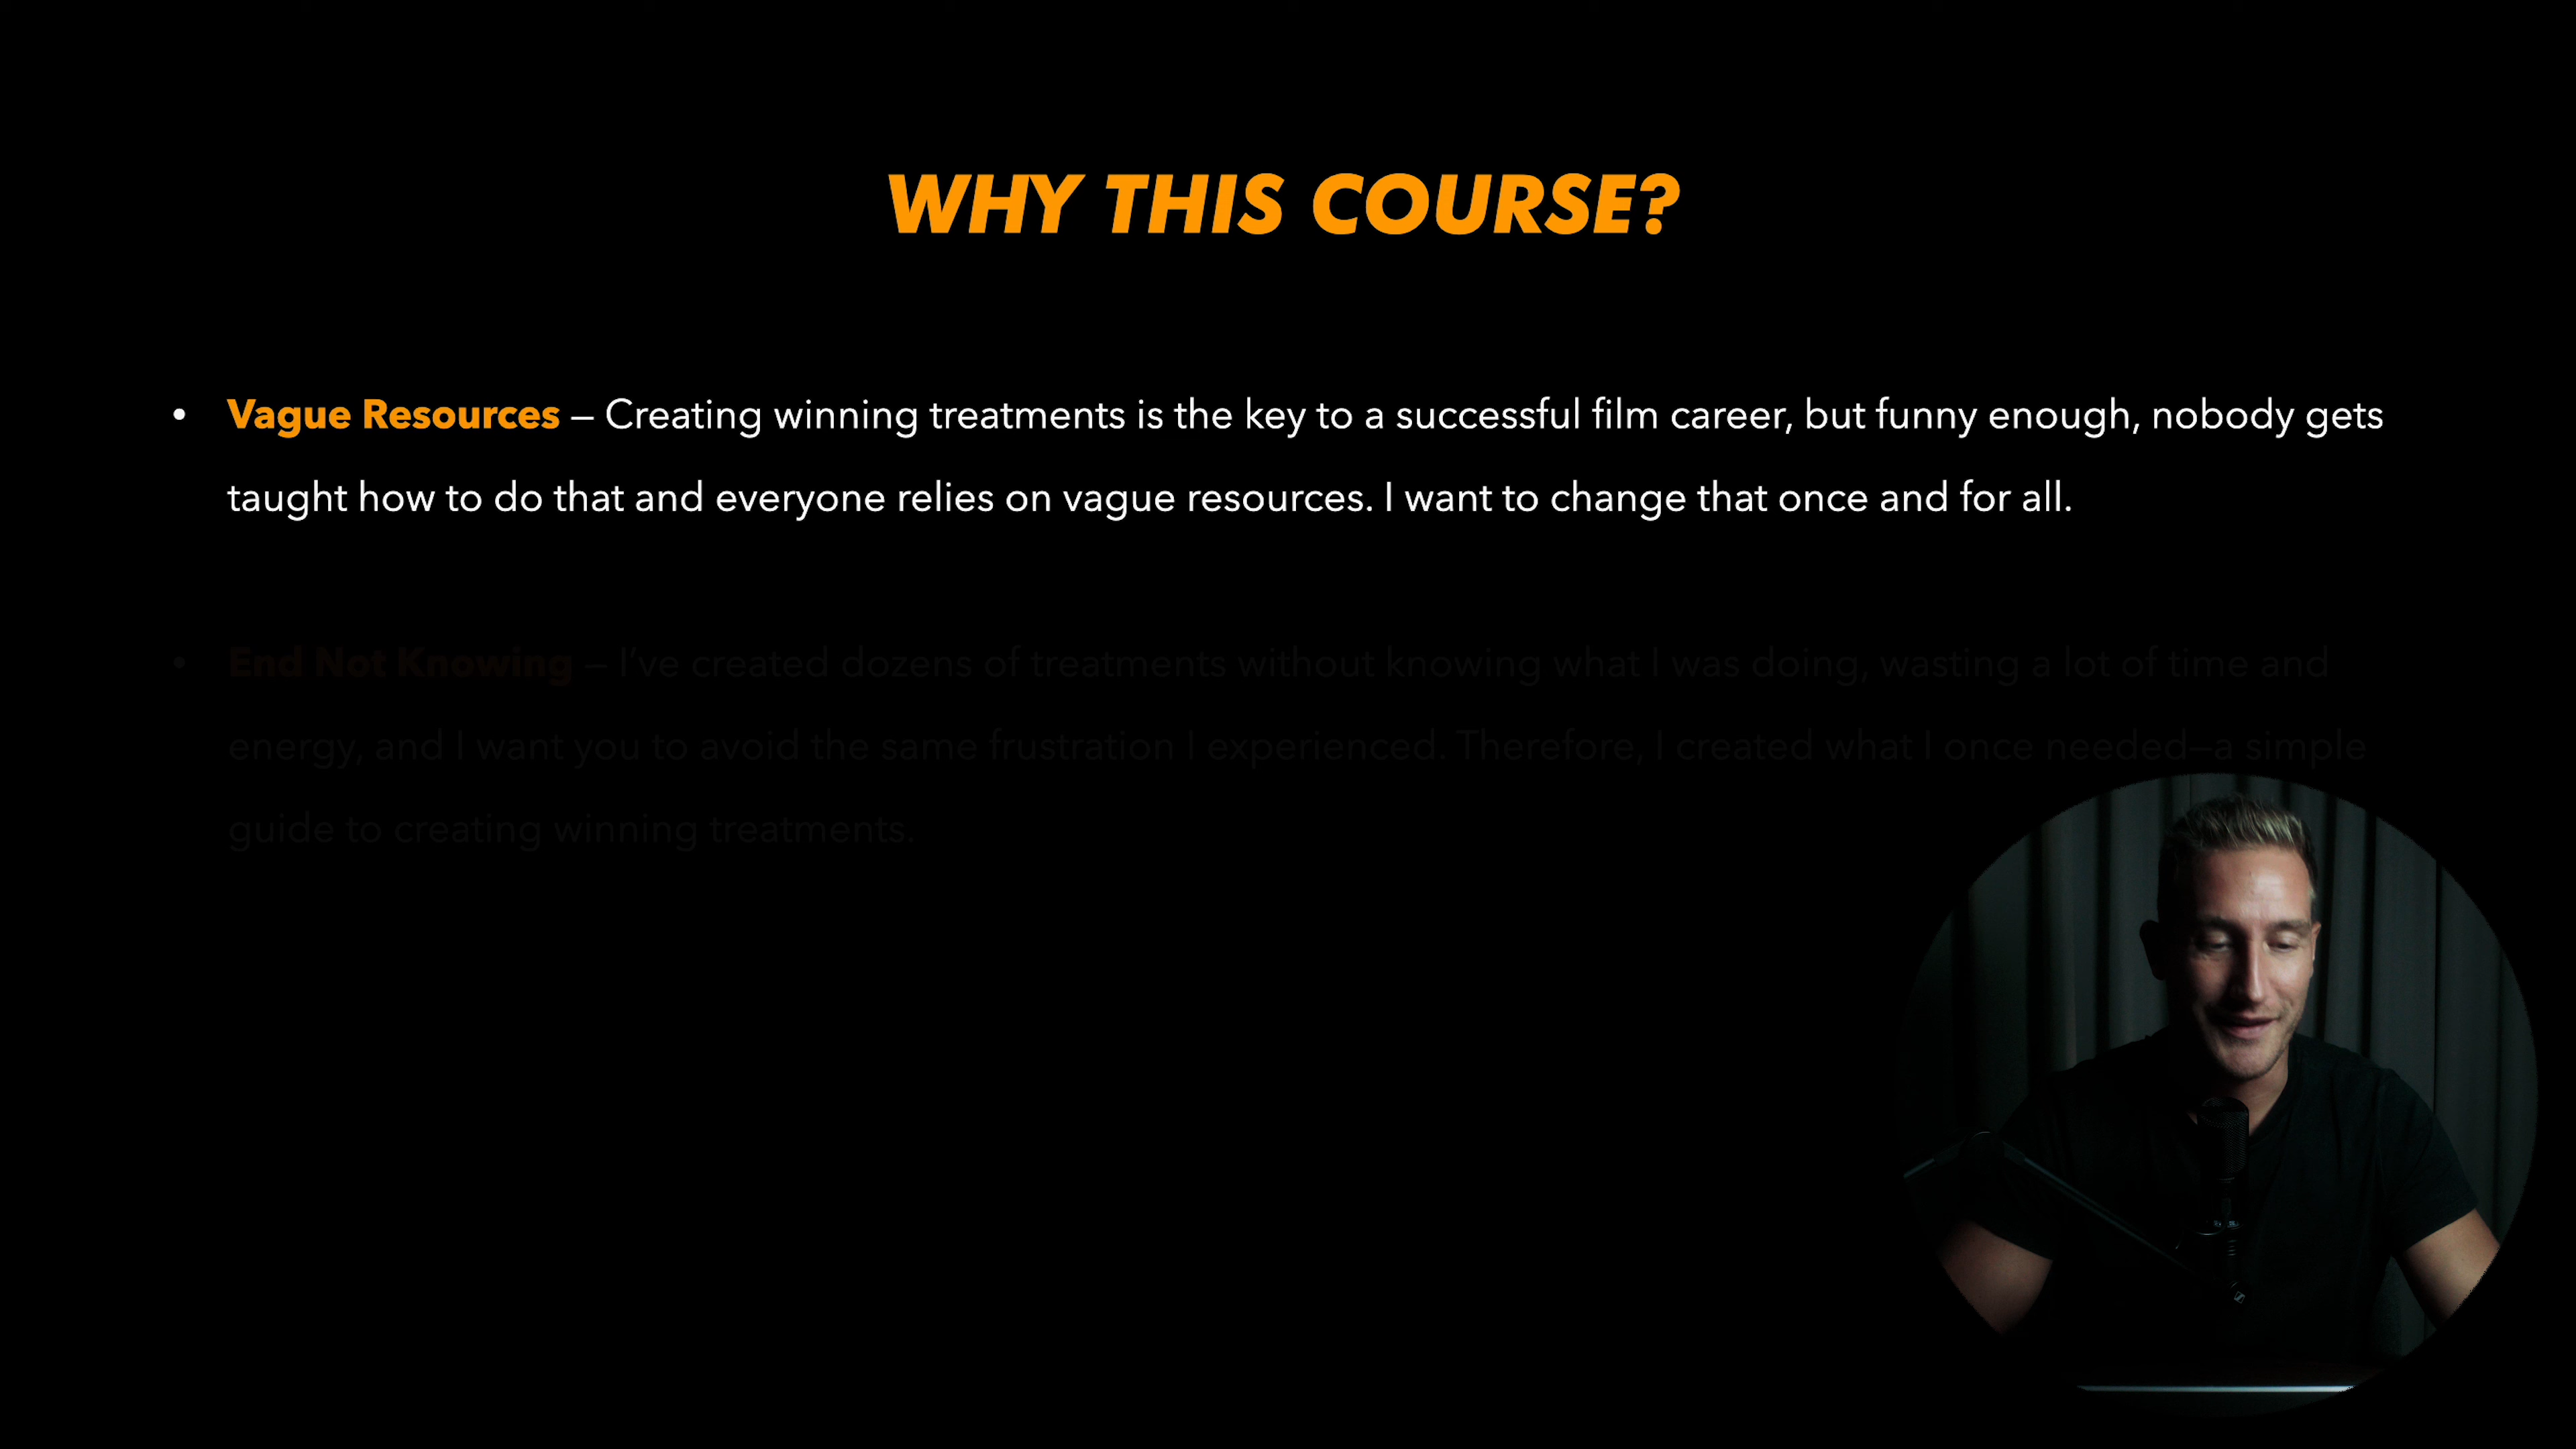 WHY THIS COURSE?
• Vague Resources – Creating winning treatments is the key to a successful film career, but funny enough, nobody gets
taught how to do that and everyone relies on vague resources. I want to change that once and for all.
• End Not Knowing – I’ve created dozens of treatments without knowing what I was doing, wasting a lot of time and
energy, and I want you to avoid the same frustration I experienced. Therefore, I created what I once needed—a simple
guide to creating winning treatments.